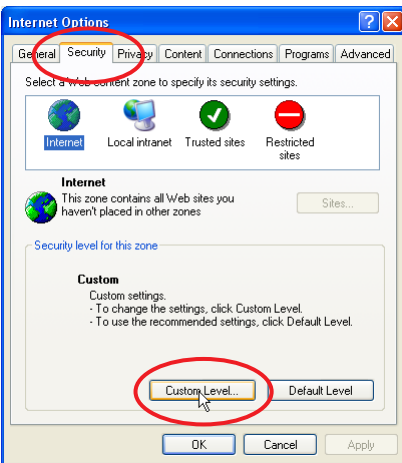 Internet Options
General Security Privacy Content Connections Programs Advanced
Select a Web content zone to specify its security settings.
Internet Local intranet Trusted sites Restricted sites
Internet
This zone contains all Web sites you
haven't placed in other zones
Sites...
Security level for this zone
Custom
Custom settings.
- To change the settings, click Custom Level.
- To use the recommended settings, click Default Level.
Custom Level... Default Level
OK Cancel Apply